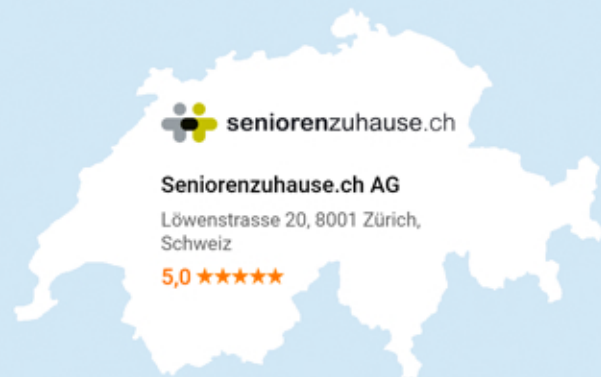 seniorenzuhause.ch
Seniorenzuhause.ch AG
Löwenstrasse 20, 8001 Zürich,
Schweiz
5,0 ★★★★★